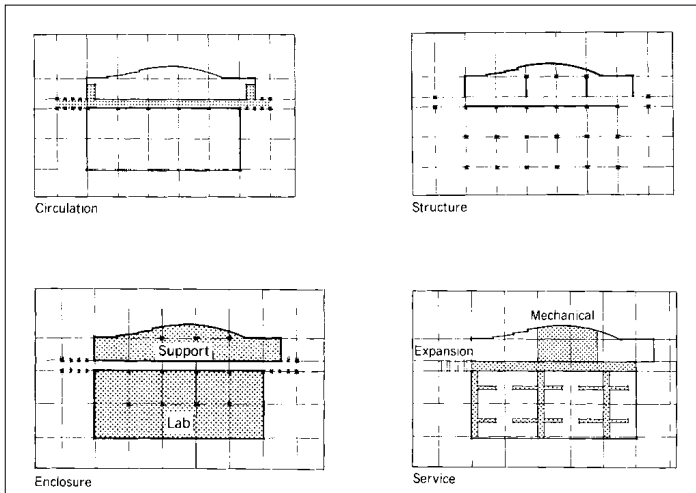 Circulation
Structure
Support
Lab
Enclosure
Mechanical
Expansion
Service